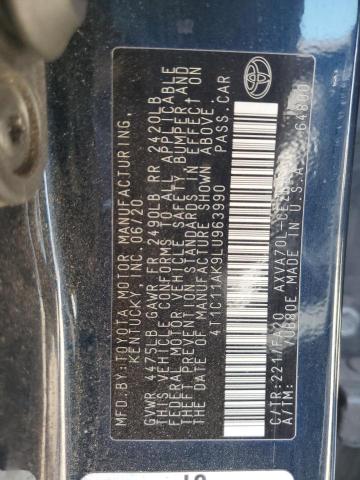 MFD.BY:TOYOTA MOTOR MANUFACTURING
KENTUCKY, INC. 06/20
GVWR 4475LB GAWR FR 2490LB RR 2420LB
THIS VEHICLE CONFORMS TO ALL APPLICABLE
FEDERAL MOTOR VEHICLE SAFETY, BUMPER, AND
THEFT PREVENTION STANDARDS IN EFFECT ON
THE DATE OF MANUFACTURE SHOWN ABOVE.
4T1C11AK9LU963990 PASS.CAR
C/TR:221/
A/TM: /U680E MADE IN U.S.A.